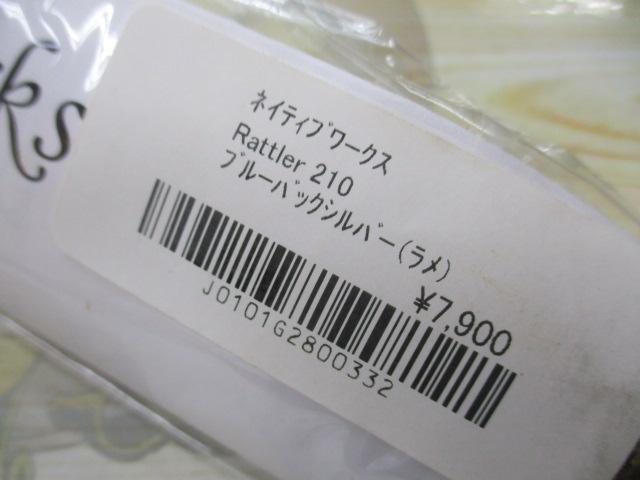 ks
ﾈｲﾃｨﾌﾞﾜｰｸｽ
Rattler 210
ﾌﾞﾙｰﾊﾞｯｸｼﾙﾊﾞｰ(ﾗﾒ)
¥7,900
J0101G2800332